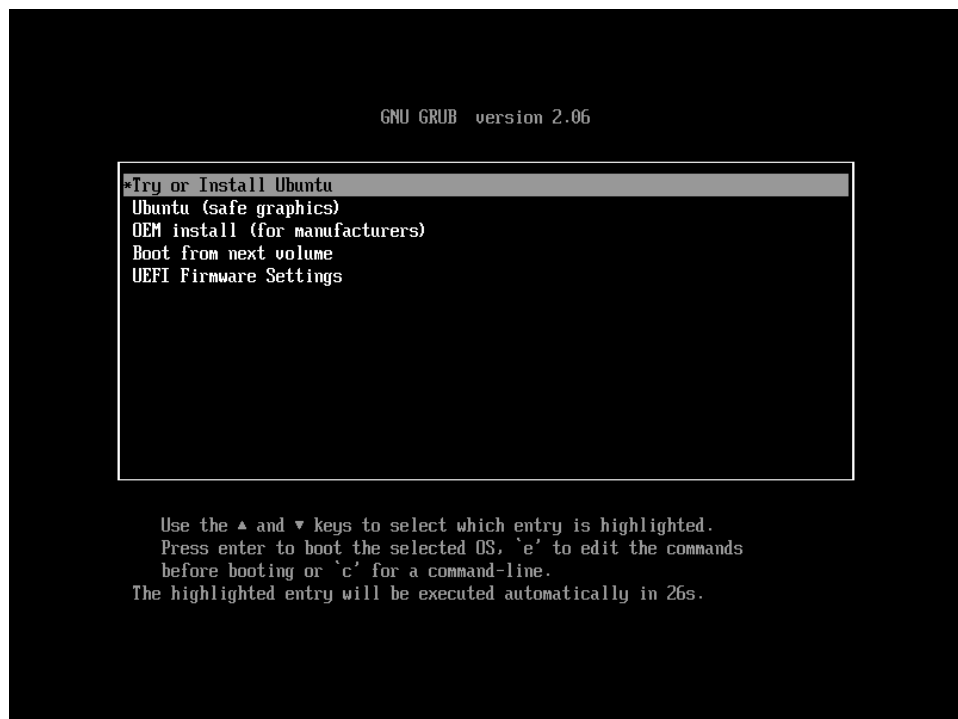 GNU GRUB  version 2.06
*Try or Install Ubuntu
Ubuntu (safe graphics)
OEM install (for manufacturers)
Boot from next volume
UEFI Firmware Settings
Use the ▲ and ▼ keys to select which entry is highlighted.
Press enter to boot the selected OS, `e' to edit the commands
before booting or `c' for a command-line.
The highlighted entry will be executed automatically in 26s.